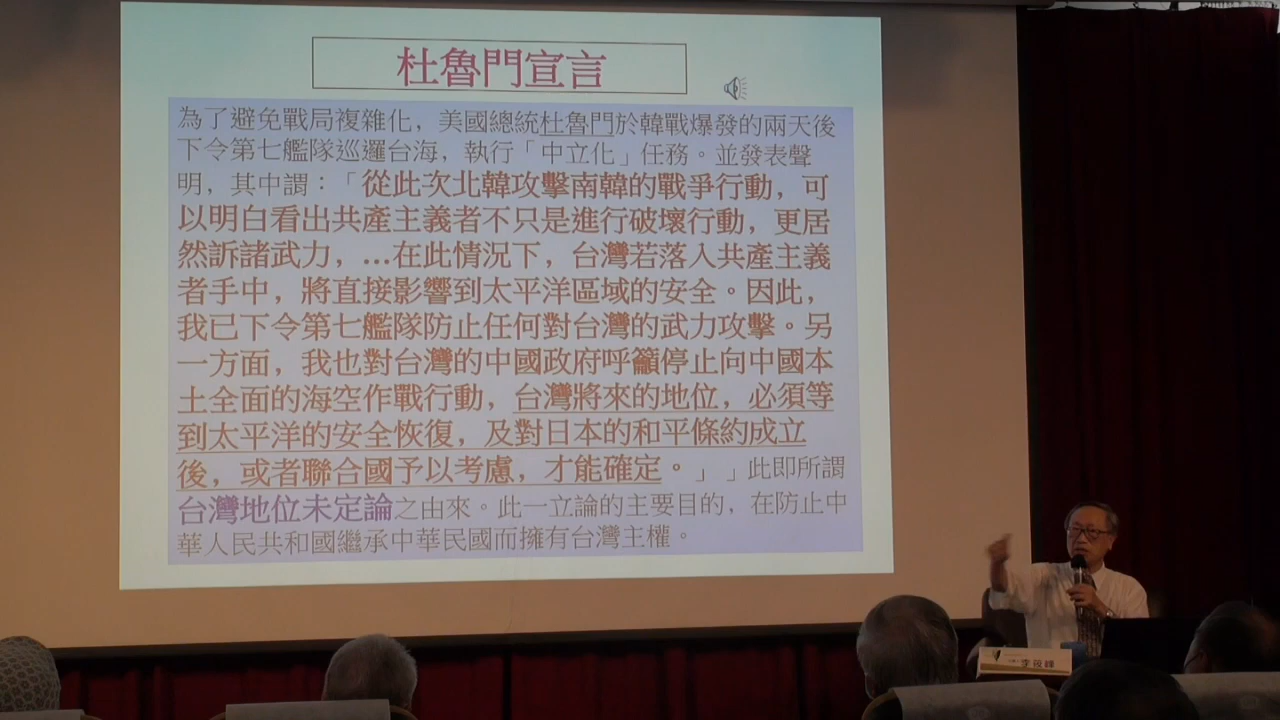 杜魯門宣言
為了避免戰局複雜化，美國總統杜魯門於韓戰爆發的兩天後
下令第七艦隊巡邏台海，執行「中立化」任務。並發表聲
明，其中謂：「從此次北韓攻擊南韓的戰爭行動，可
以明白看出共產主義者不只是進行破壞行動，更居
然訴諸武力，…在此情況下，台灣若落入共產主義
者手中，將直接影響到太平洋區域的安全。因此，
我已下令第七艦隊防止任何對台灣的武力攻擊。另
一方面，我也對台灣的中國政府呼籲停止向中國本
土全面的海空作戰行動，台灣將來的地位，必須等
到太平洋的安全恢復，及對日本的和平條約成立
後，或者聯合國予以考慮，才能確定。」」此即所謂
台灣地位未定論之由來。此一立論的主要目的，在防止中
華人民共和國繼承中華民國而擁有台灣主權。
李筱峰